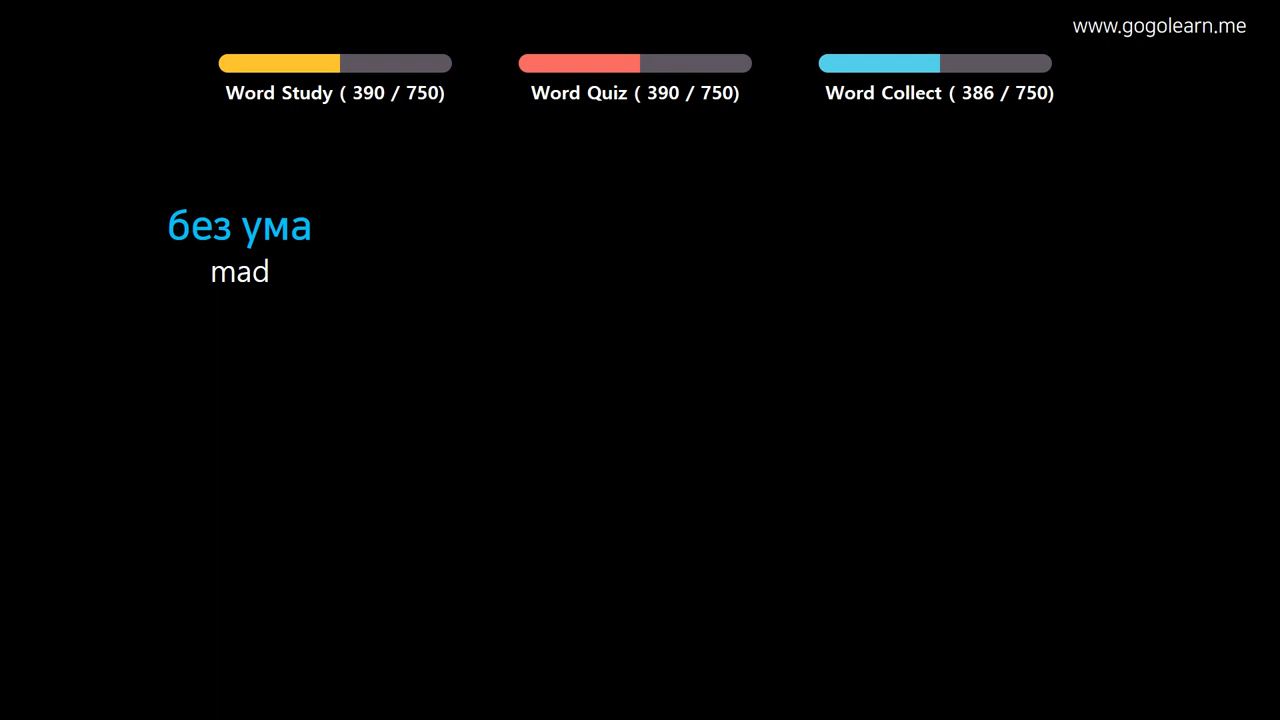 www.gogolearn.me
Word Study ( 390 / 750)
Word Quiz ( 390 / 750)
Word Collect ( 386 / 750)
без ума
mad